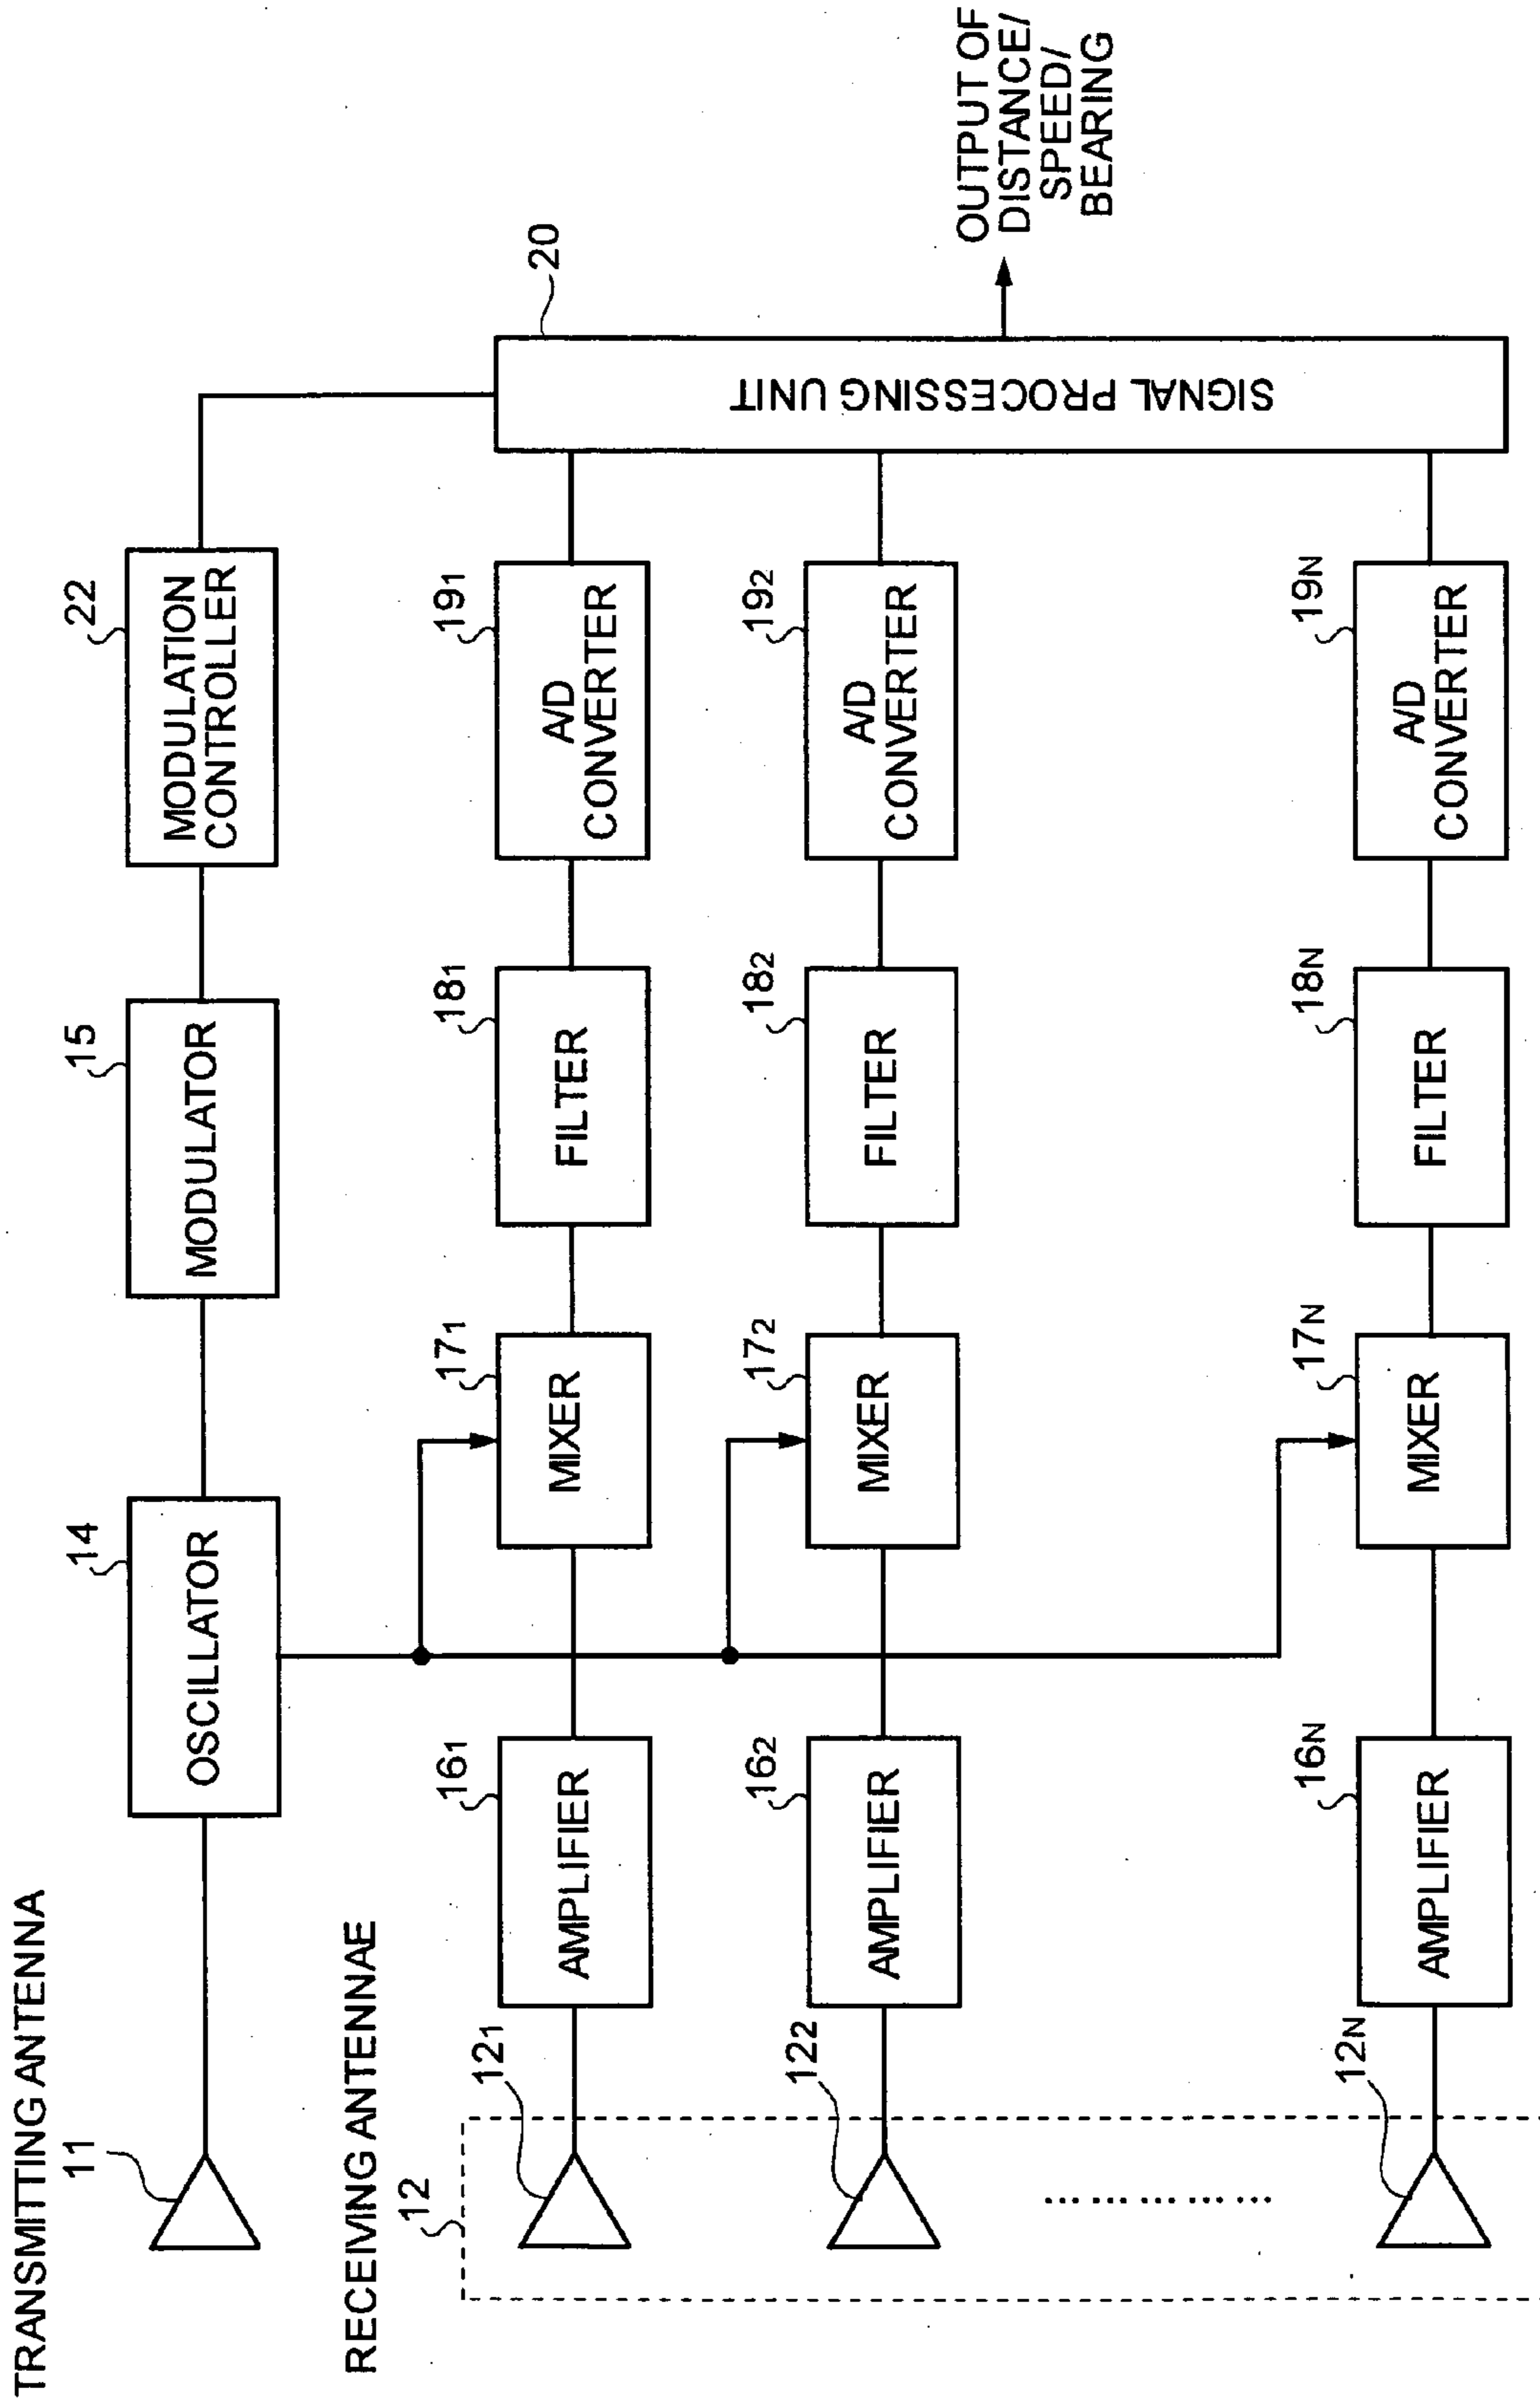 TRANSMITTING ANTENNA
11
14
OSCILLATOR
15
MODULATOR
22
MODULATION
CONTROLLER
RECEIVING ANTENNAE
12
121
161
AMPLIFIER
171
MIXER
181
FILTER
191
A/D
CONVERTER
20
SIGNAL PROCESSING UNIT
122
162
AMPLIFIER
172
MIXER
182
FILTER
192
A/D
CONVERTER
OUTPUT OF
DISTANCE/
SPEED/
BEARING
12N
16N
AMPLIFIER
17N
MIXER
18N
FILTER
19N
A/D
CONVERTER